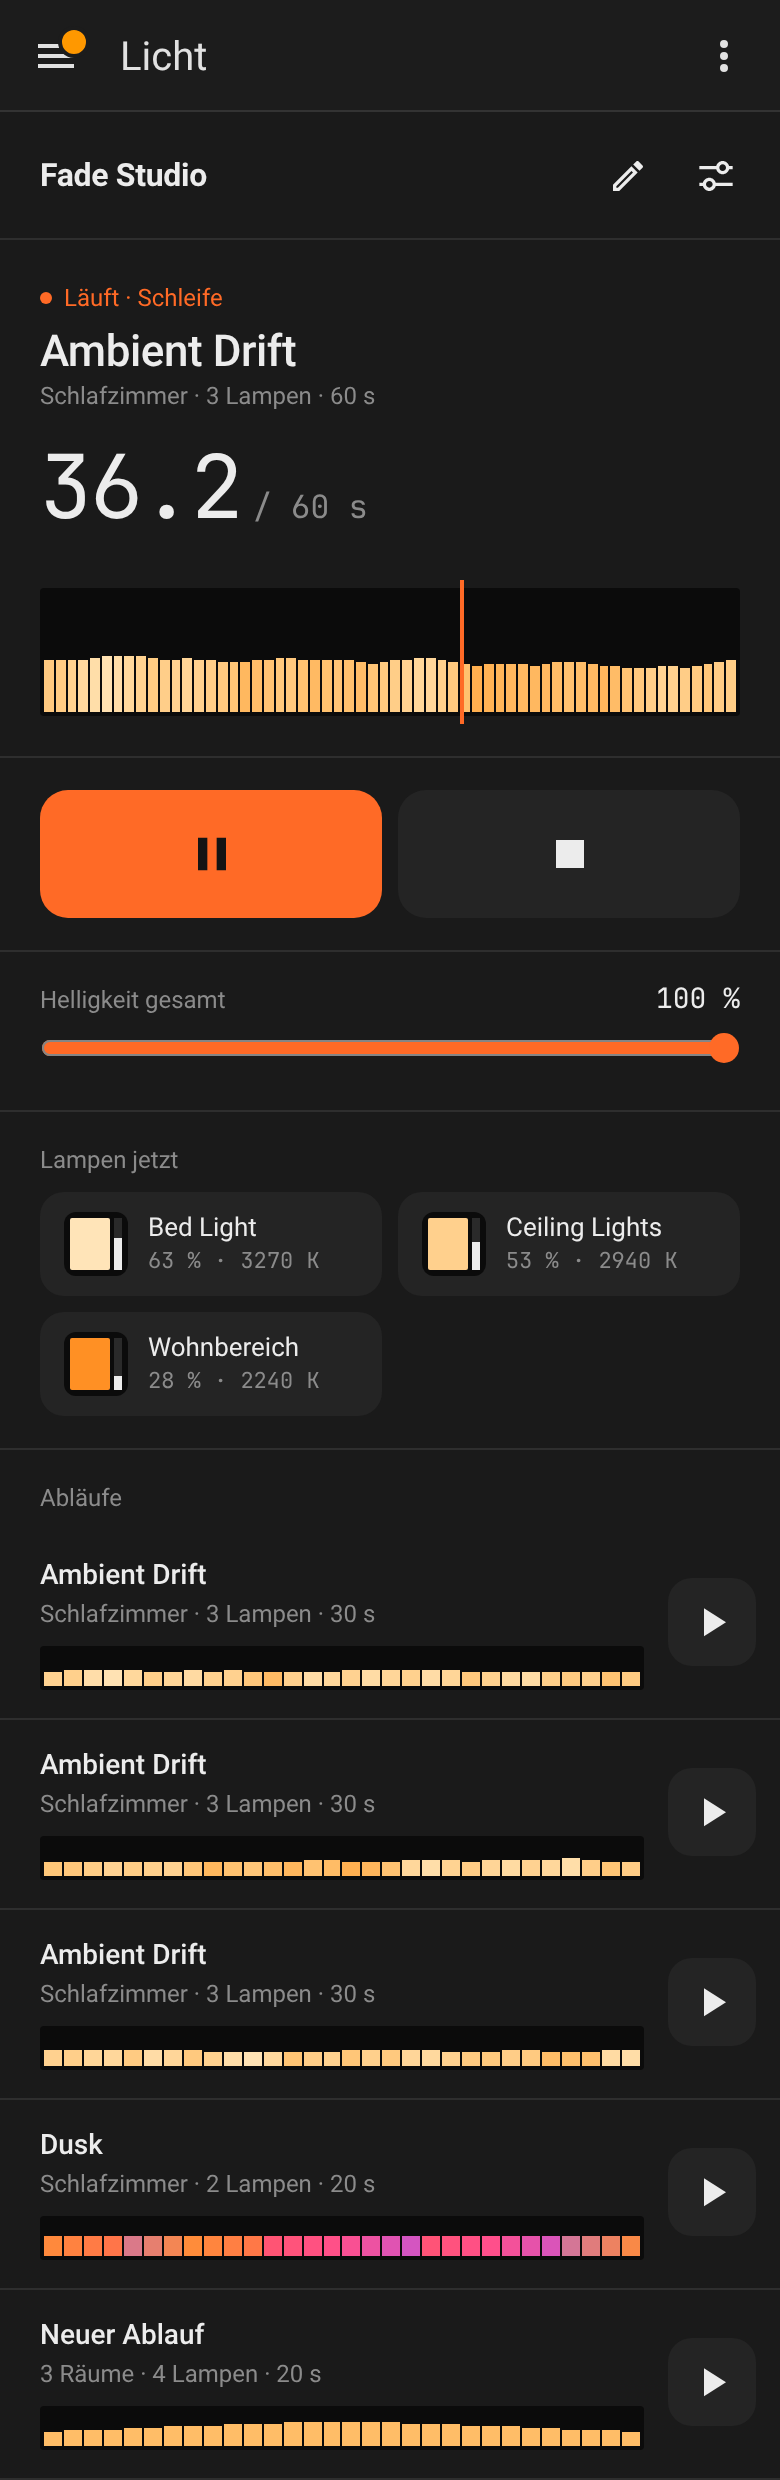 Licht
Fade Studio
Läuft · Schleife
Ambient Drift
Schlafzimmer · 3 Lampen · 60 s
36.2 / 60 s
Helligkeit gesamt 100 %
Lampen jetzt
Bed Light
63 % · 3270 K
Ceiling Lights
53 % · 2940 K
Wohnbereich
28 % · 2240 K
Abläufe
Ambient Drift
Schlafzimmer · 3 Lampen · 30 s
Ambient Drift
Schlafzimmer · 3 Lampen · 30 s
Ambient Drift
Schlafzimmer · 3 Lampen · 30 s
Dusk
Schlafzimmer · 2 Lampen · 20 s
Neuer Ablauf
3 Räume · 4 Lampen · 20 s